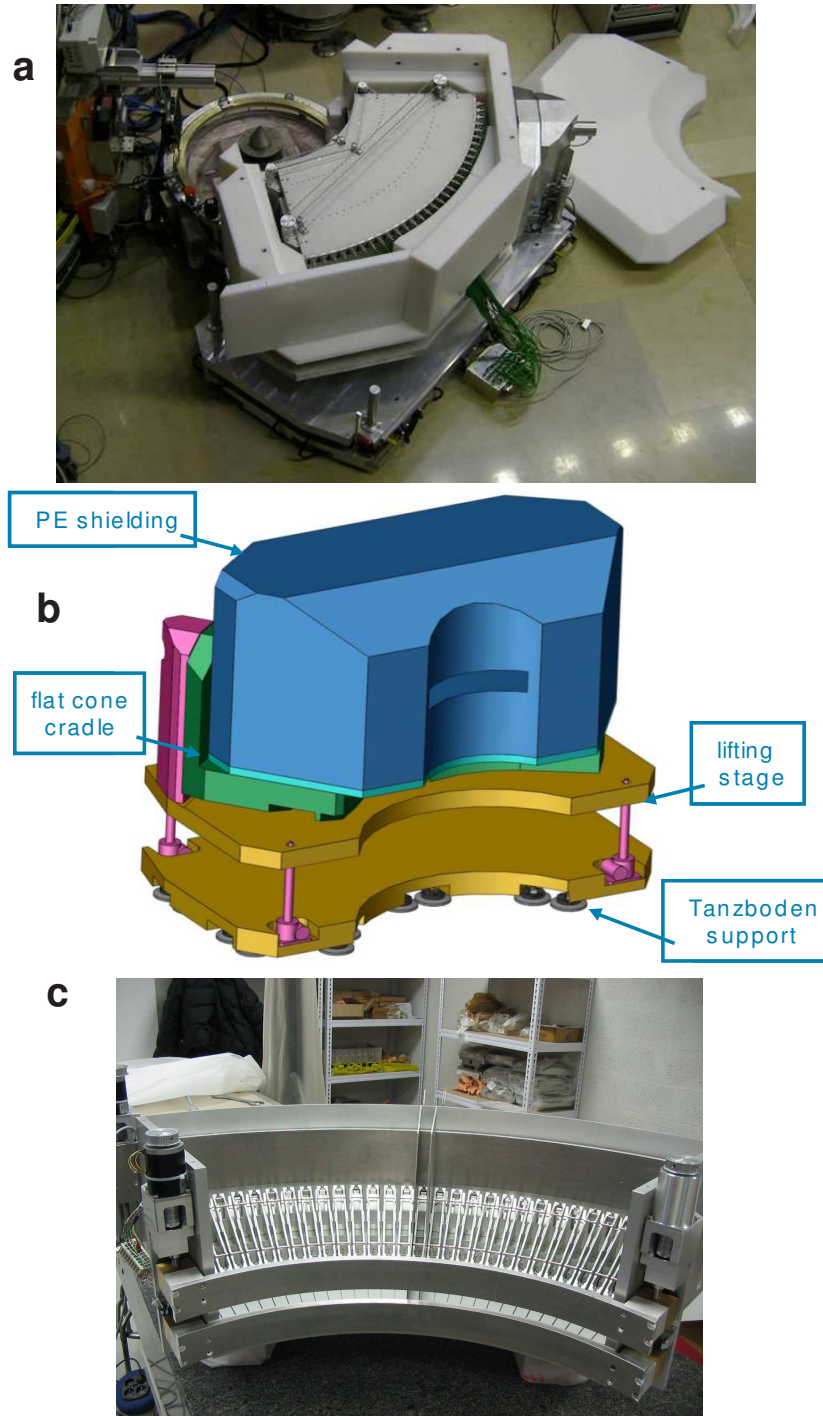 a
PE shielding
b
flat cone
cradle
lifting
stage
Tanzboden
support
c